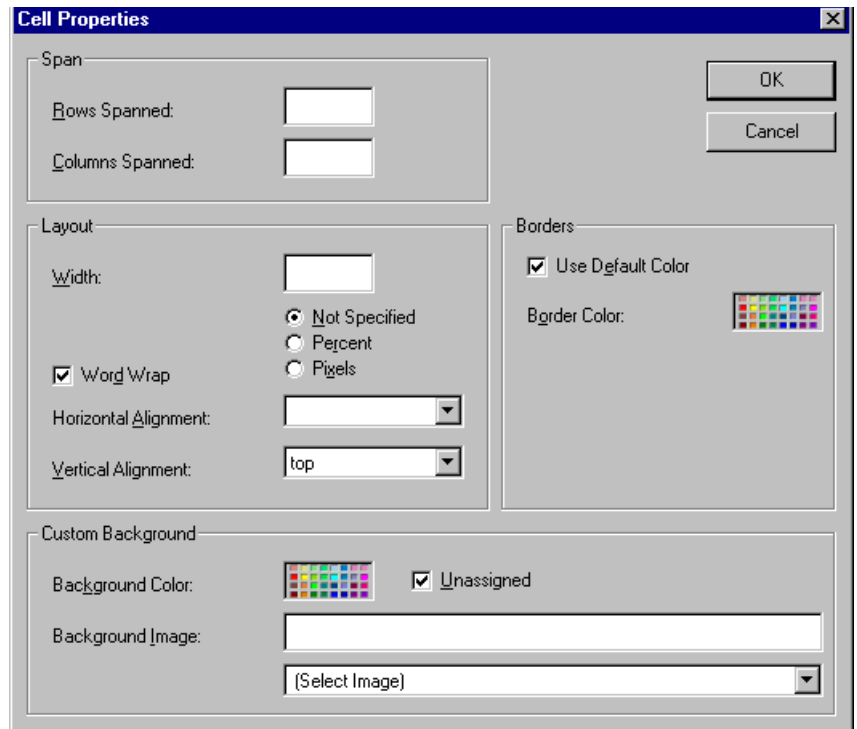 Cell Properties
Span
OK
Rows Spanned:
Cancel
Columns Spanned:
Layout
Borders
Width:
Use Default Color
Not Specified
Border Color:
Percent
Word Wrap
Pixels
Horizontal Alignment:
Vertical Alignment:
top
Custom Background
Background Color:
Unassigned
Background Image:
(Select Image)